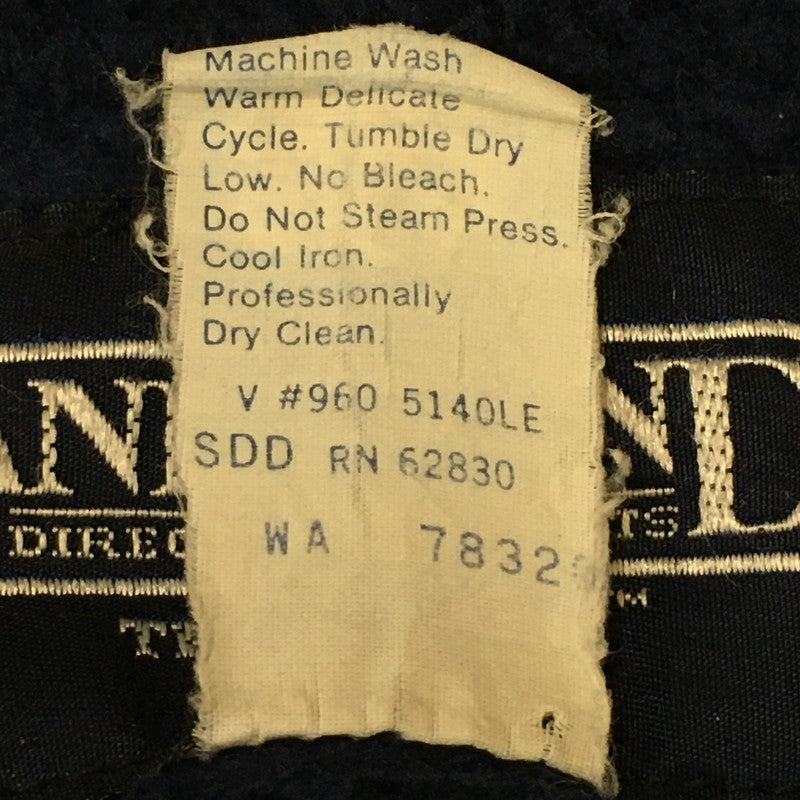 Machine Wash
Warm Delicate
Cycle. Tumble Dry
Low. No Bleach.
Do Not Steam Press.
Cool Iron.
Professionally
Dry Clean.
V #960 5140LE
SDD RN 62830
WA 7832